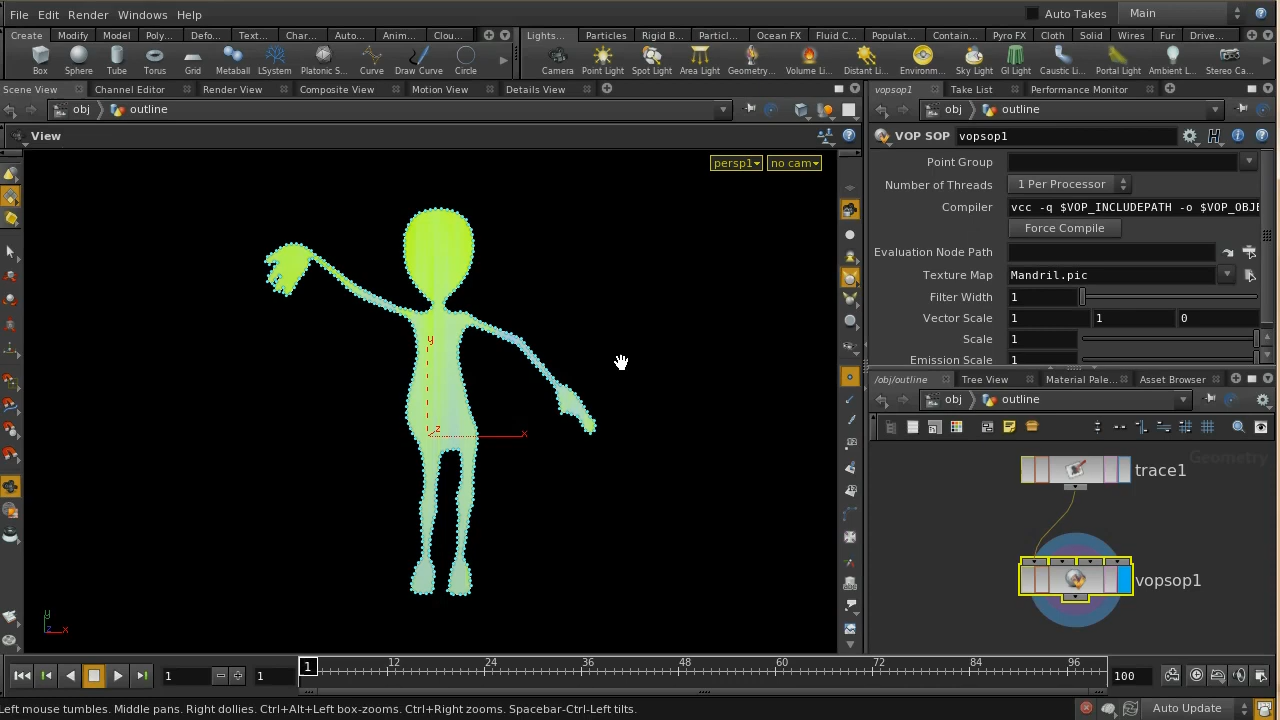 File Edit Render Windows Help
Auto Takes Main
Create Modify Model Poly... Defo... Text... Char... Auto... Anim... Clou...
Lights... Particles Rigid B... Particl... Ocean FX Fluid C... Populat... Contain... Pyro FX Cloth Solid Wires Fur Drive...
Box Sphere Tube Torus Grid Metaball LSystem Platonic S... Curve Draw Curve Circle
Camera Point Light Spot Light Area Light Geometry... Volume Li... Distant Li... Environm... Sky Light GI Light Caustic Li... Portal Light Ambient L... Stereo Ca...
Scene View Channel Editor Render View Composite View Motion View Details View
vopsop1 Take List Performance Monitor
obj outline
obj outline
View
VOP SOP vopsop1
persp1 no cam
Point Group
Number of Threads 1 Per Processor
Compiler vcc -q $VOP_INCLUDEPATH -o $VOP_OBJE
Force Compile
Evaluation Node Path
Texture Map Mandril.pic
Filter Width 1
Vector Scale 1 1 0
Scale 1
Emission Scale 1
y
z x
/obj/outline Tree View Material Pale... Asset Browser
obj outline
Geometry
trace1
vopsop1
y
z x
1 1 1 12 24 36 48 60 72 84 96 100
Left mouse tumbles. Middle pans. Right dollies. Ctrl+Alt+Left box-zooms. Ctrl+Right zooms. Spacebar-Ctrl-Left tilts.
Auto Update